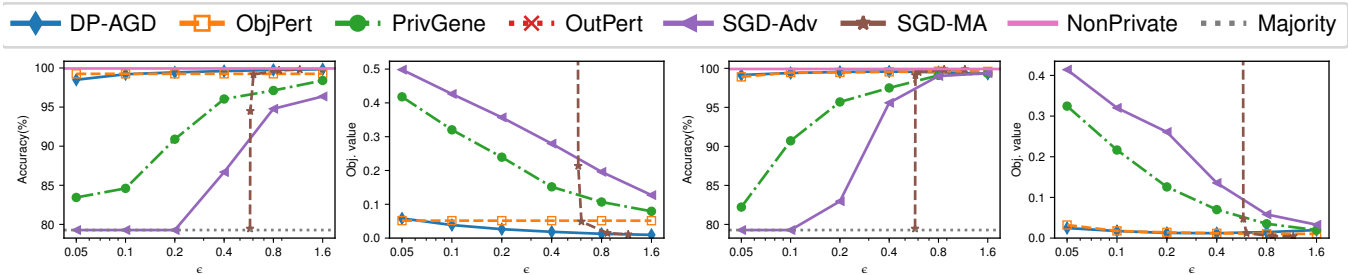 DP-AGD ObjPert PrivGene OutPert SGD-Adv SGD-MA NonPrivate Majority
100
95
90
85
80
Accuracy(%)
0.05 0.1 0.2 0.4 0.8 1.6
ϵ
0.5
0.4
0.3
0.2
0.1
0.0
Obj. value
0.05 0.1 0.2 0.4 0.8 1.6
ϵ
100
95
90
85
80
Accuracy(%)
0.05 0.1 0.2 0.4 0.8 1.6
ϵ
0.4
0.3
0.2
0.1
0.0
Obj. value
0.05 0.1 0.2 0.4 0.8 1.6
ϵ